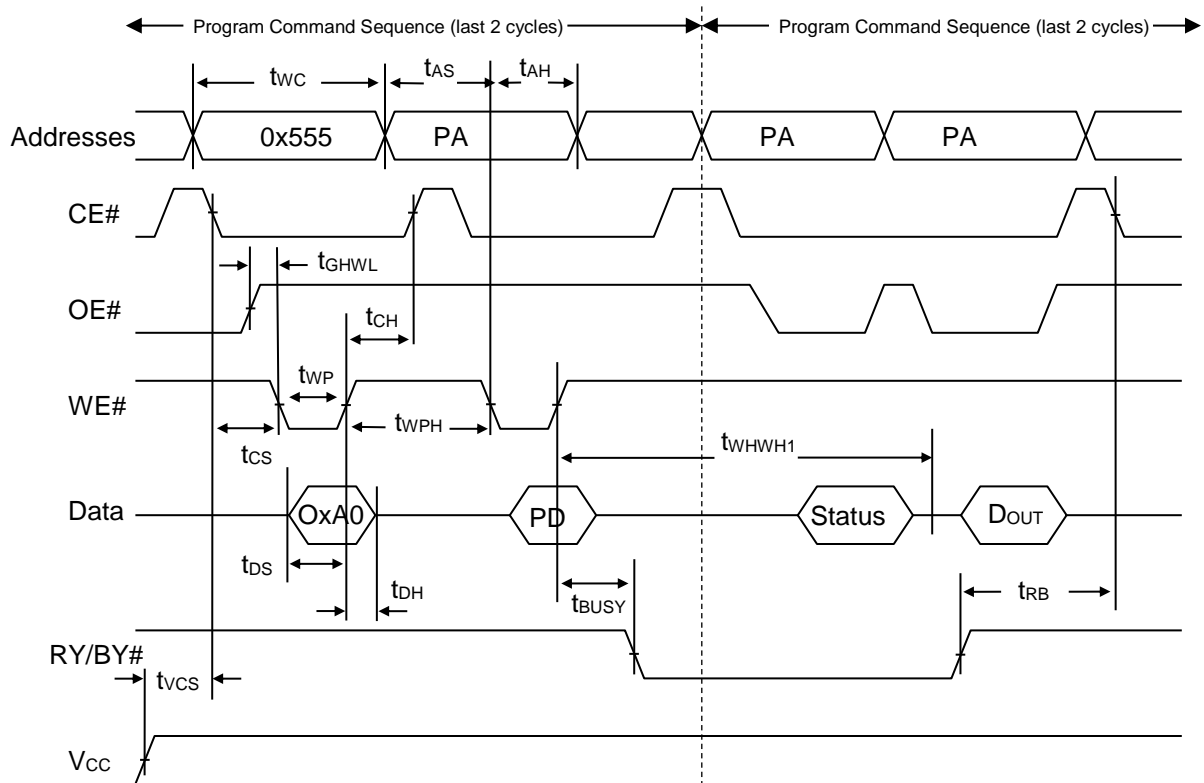 Program Command Sequence (last 2 cycles)
Program Command Sequence (last 2 cycles)
tWC
tAS
tAH
Addresses
0x555
PA
PA
PA
CE#
tGHWL
OE#
tCH
tWP
WE#
tWPH
tCS
tWHWH1
Data
OxA0
PD
Status
DOUT
tDS
tDH
tBUSY
tRB
RY/BY#
tVCS
VCC